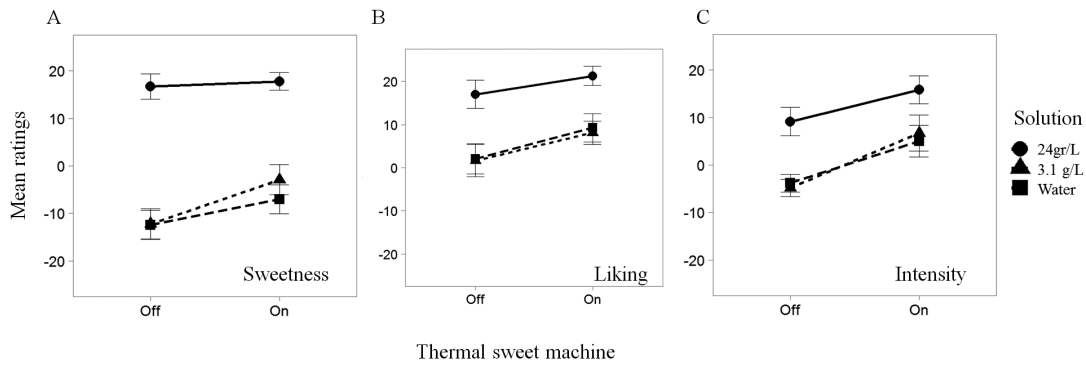 A
B
C
Mean ratings
20
10
0
-10
-20
Off
On
Sweetness
20
10
0
-10
-20
Off
On
Liking
20
10
0
-10
-20
Off
On
Intensity
Solution
24gr/L
3.1 g/L
Water
Thermal sweet machine